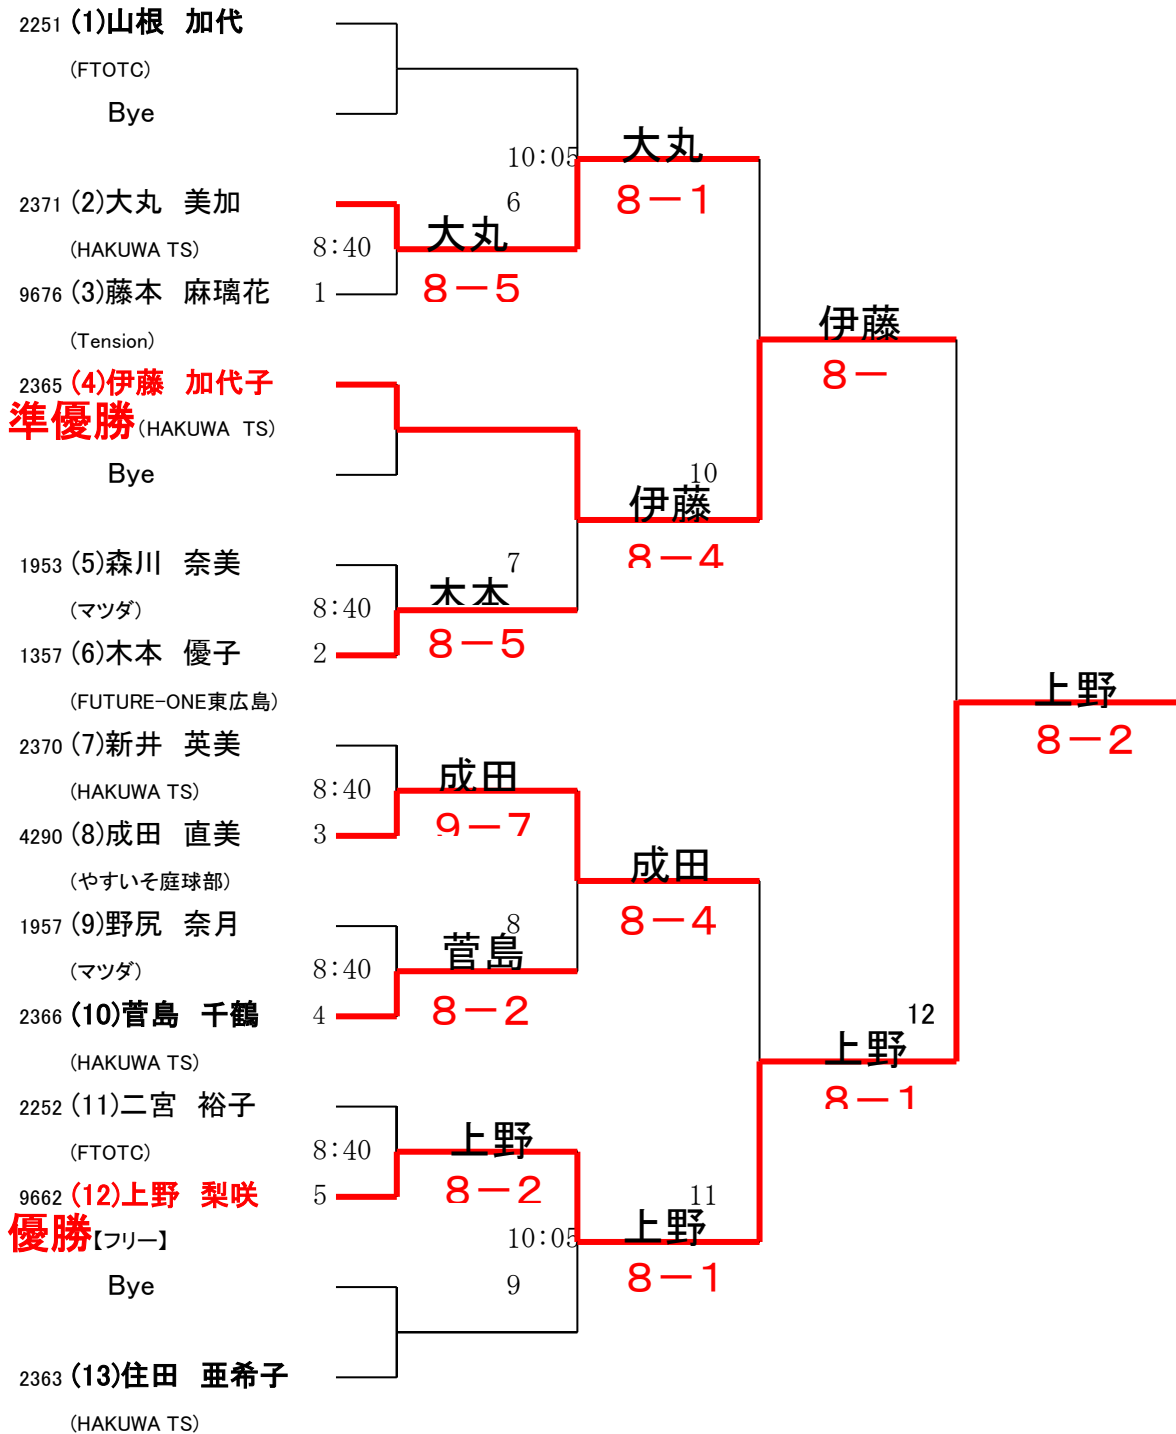 2251 (1)山根 加代
(FTOTC)
Bye
10:05 大丸
6 8-1
2371 (2)大丸 美加
(HAKUWA TS) 8:40 大丸
9676 (3)藤本 麻璃花 1 8-5
(Tension)
伊藤
8-
2365 (4)伊藤 加代子
準優勝 (HAKUWA TS)
Bye 10
伊藤
8-4
1953 (5)森川 奈美 7
(マツダ) 8:40 木本
1357 (6)木本 優子 2 8-5
(FUTURE-ONE東広島)
上野
8-2
2370 (7)新井 英美
(HAKUWA TS) 8:40 成田
4290 (8)成田 直美 3 9-7
(やすいそ庭球部) 成田
8-4
1957 (9)野尻 奈月 8
(マツダ) 8:40 菅島
2366 (10)菅島 千鶴 4 8-2
12
(HAKUWA TS) 上野
8-1
2252 (11)二宮 裕子
(FTOTC) 8:40 上野
9662 (12)上野 梨咲 5 8-2 11
優勝 【フリー】 10:05 上野
Bye 9 8-1
2363 (13)住田 亜希子
(HAKUWA TS)